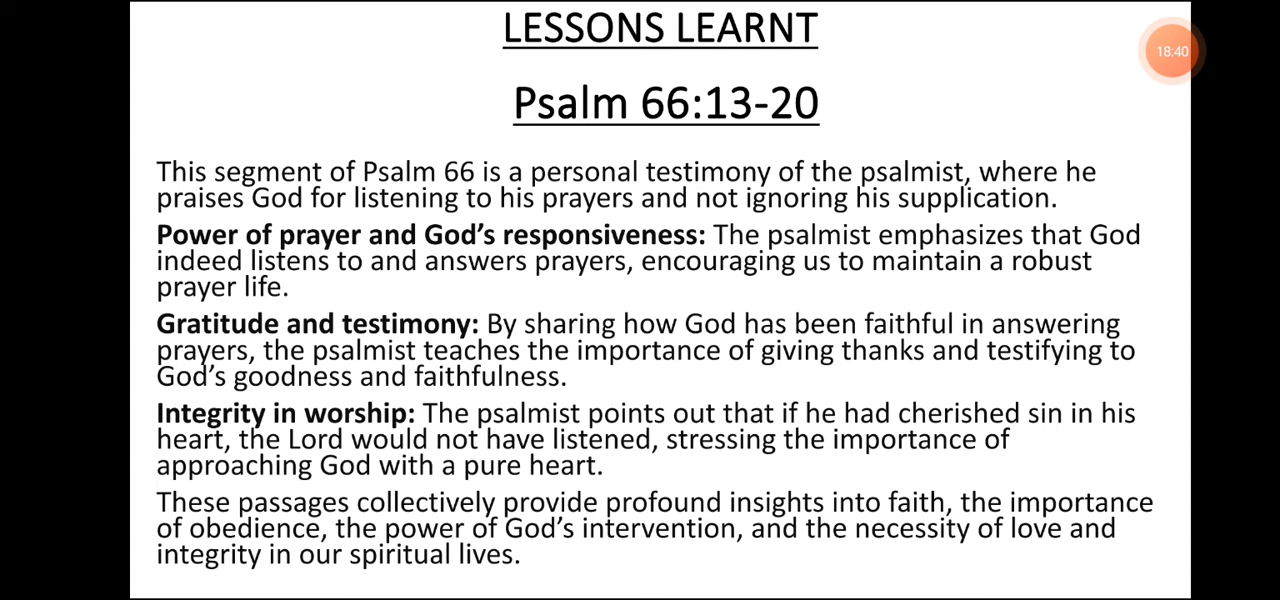 LESSONS LEARNT
18:40
Psalm 66:13-20
This segment of Psalm 66 is a personal testimony of the psalmist, where he
praises God for listening to his prayers and not ignoring his supplication.
Power of prayer and God’s responsiveness: The psalmist emphasizes that God
indeed listens to and answers prayers, encouraging us to maintain a robust
prayer life.
Gratitude and testimony: By sharing how God has been faithful in answering
prayers, the psalmist teaches the importance of giving thanks and testifying to
God’s goodness and faithfulness.
Integrity in worship: The psalmist points out that if he had cherished sin in his
heart, the Lord would not have listened, stressing the importance of
approaching God with a pure heart.
These passages collectively provide profound insights into faith, the importance
of obedience, the power of God’s intervention, and the necessity of love and
integrity in our spiritual lives.